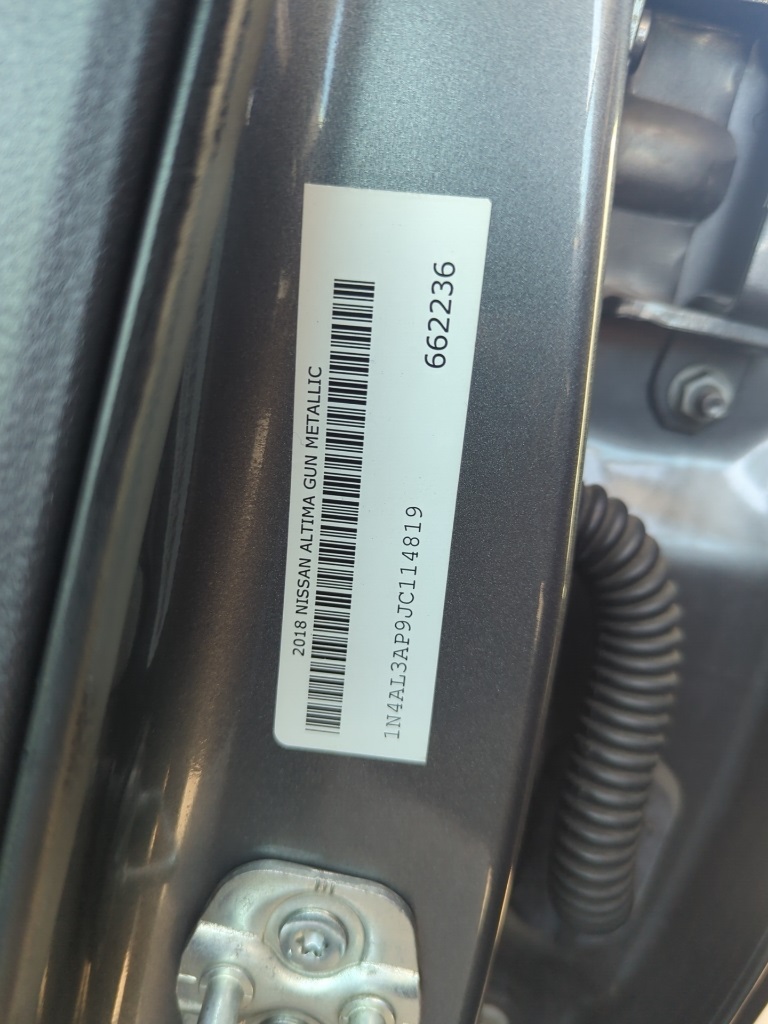 2018 NISSAN ALTIMA GUN METALLIC
1N4AL3AP9JC114819
662236